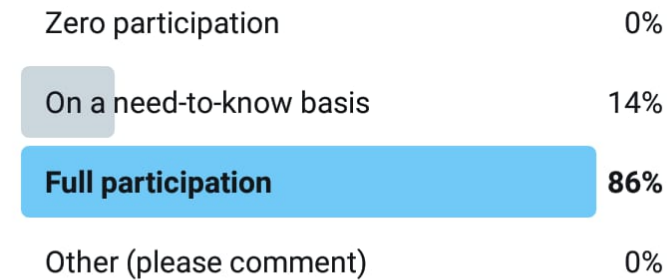 Zero participation 0%
On a need-to-know basis 14%
Full participation 86%
Other (please comment) 0%